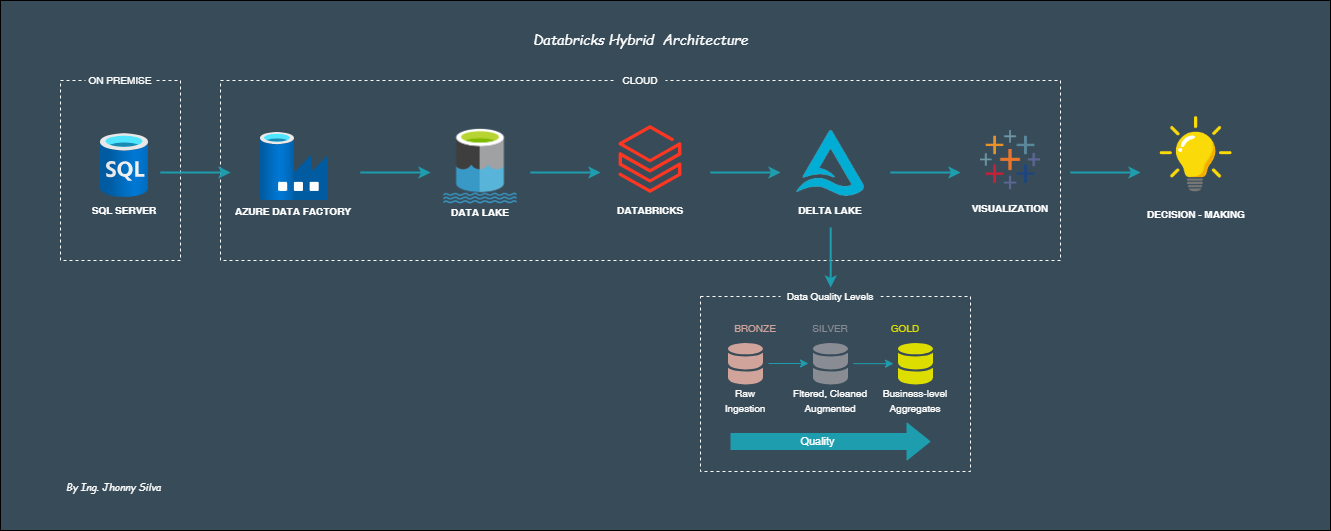 Databricks Hybrid Architecture
ON PREMISE
CLOUD
SQL
SQL SERVER
AZURE DATA FACTORY
DATA LAKE
DATABRICKS
DELTA LAKE
VISUALIZATION
DECISION - MAKING
Data Quality Levels
BRONZE
SILVER
GOLD
Raw
Ingestion
Fltered, Cleaned
Augmented
Business-level
Aggregates
Quality
By Ing. Jhonny Silva